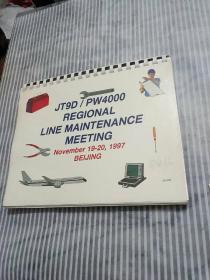 JT9D / PW4000
REGIONAL
LINE MAINTENANCE
MEETING
November 19-20, 1997
BEIJING